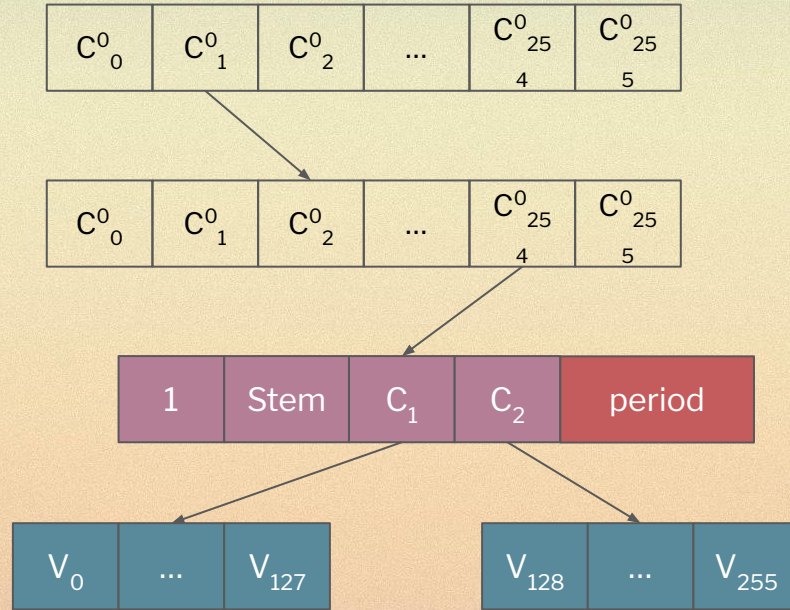 C⁰₀ C⁰₁ C⁰₂ ... C⁰₂₅₄ C⁰₂₅₅
C⁰₀ C⁰₁ C⁰₂ ... C⁰₂₅₄ C⁰₂₅₅
1 Stem C₁ C₂ period
V₀ ... V₁₂₇ V₁₂₈ ... V₂₅₅